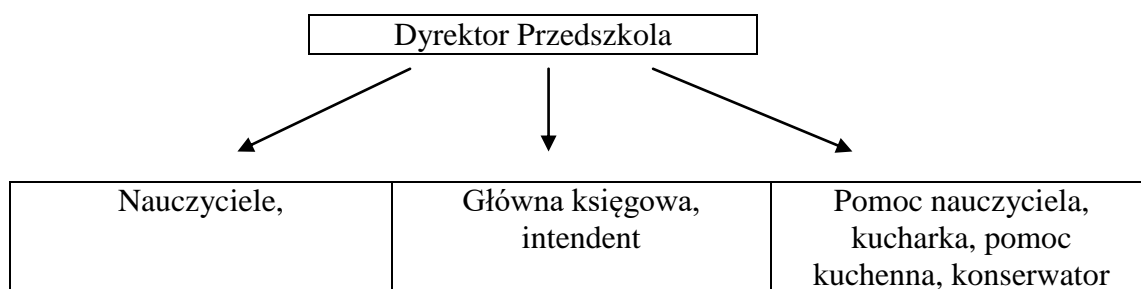 Dyrektor Przedszkola
Nauczyciele,
Główna księgowa,
intendent
Pomoc nauczyciela,
kucharka, pomoc
kuchenna, konserwator